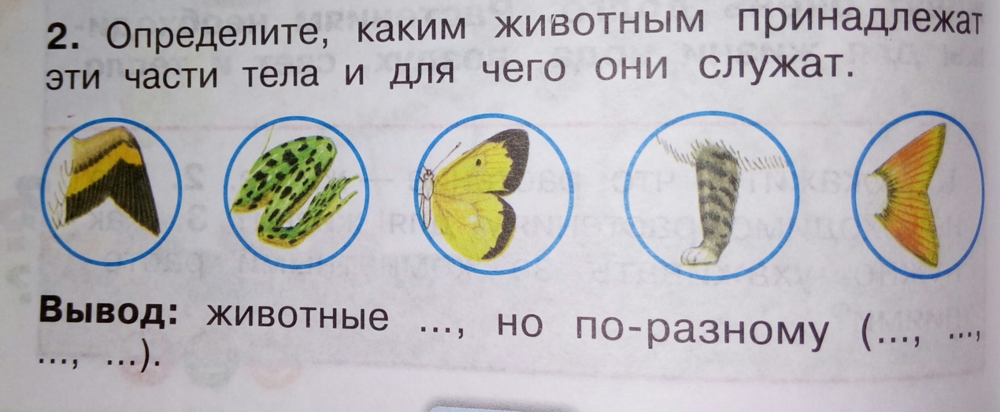 2. Определите, каким животным принадлежат
эти части тела и для чего они служат.
Вывод: животные ..., но по-разному (..., ...,
..., ...).